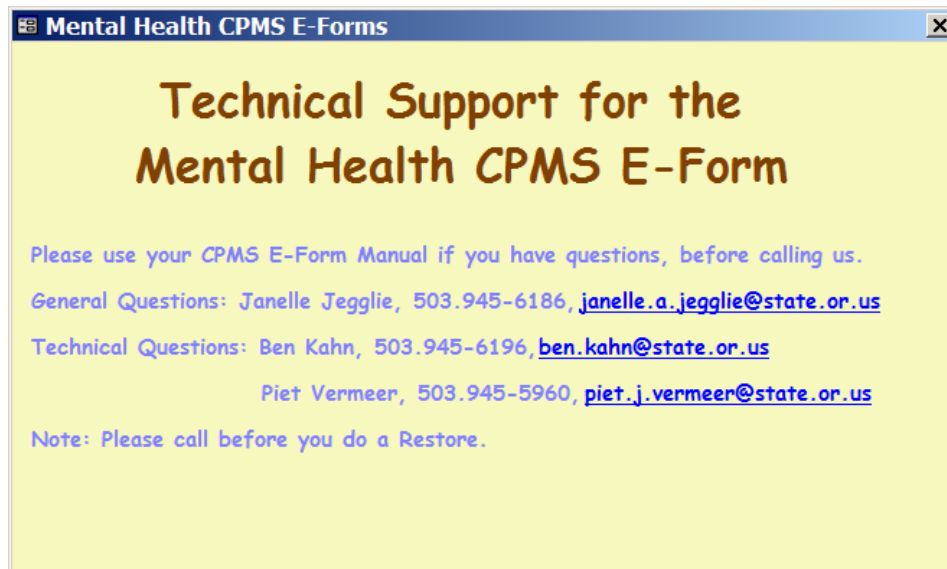 Mental Health CPMS E-Forms
Technical Support for the
Mental Health CPMS E-Form
Please use your CPMS E-Form Manual if you have questions, before calling us.
General Questions: Janelle Jegglie, 503.945-6186, janelle.a.jegglie@state.or.us
Technical Questions: Ben Kahn, 503.945-6196, ben.kahn@state.or.us
Piet Vermeer, 503.945-5960, piet.j.vermeer@state.or.us
Note: Please call before you do a Restore.